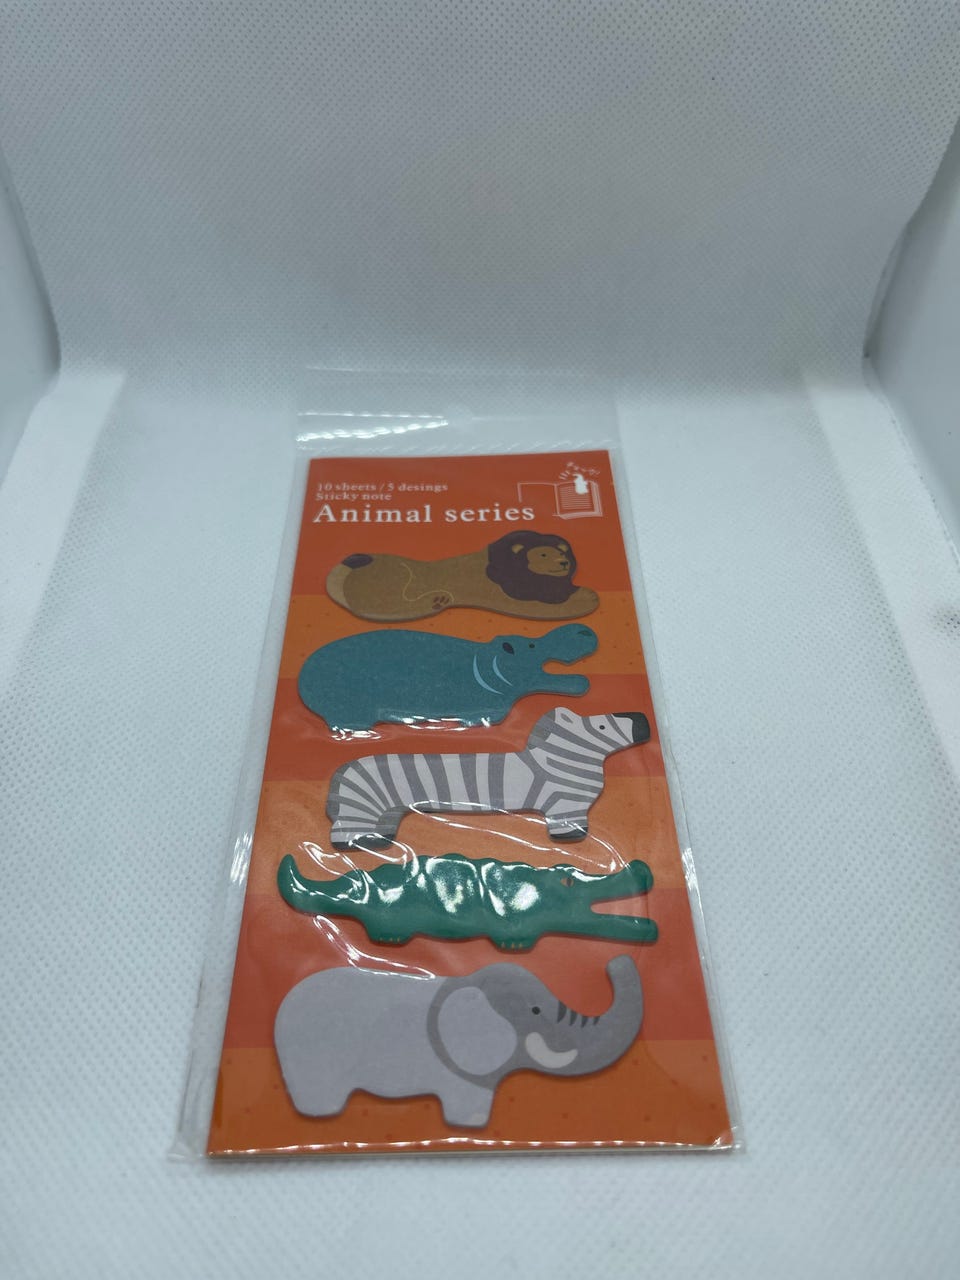 10 sheets / 5 desings
Sticky note
Animal series